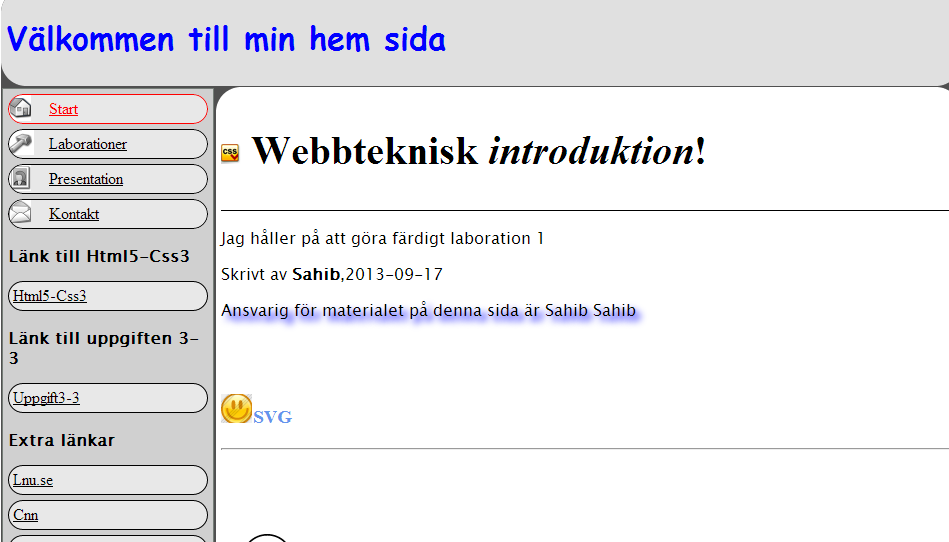 Välkommen till min hem sida
Start
Laborationer
Presentation
Kontakt
Länk till Html5-Css3
Html5-Css3
Länk till uppgiften 3-
3
Uppgift3-3
Extra länkar
Lnu.se
Cnn
css
Webbteknisk introduktion!
Jag håller på att göra färdigt laboration 1
Skrivt av Sahib,2013-09-17
Ansvarig för materialet på denna sida är Sahib Sahib
SVG